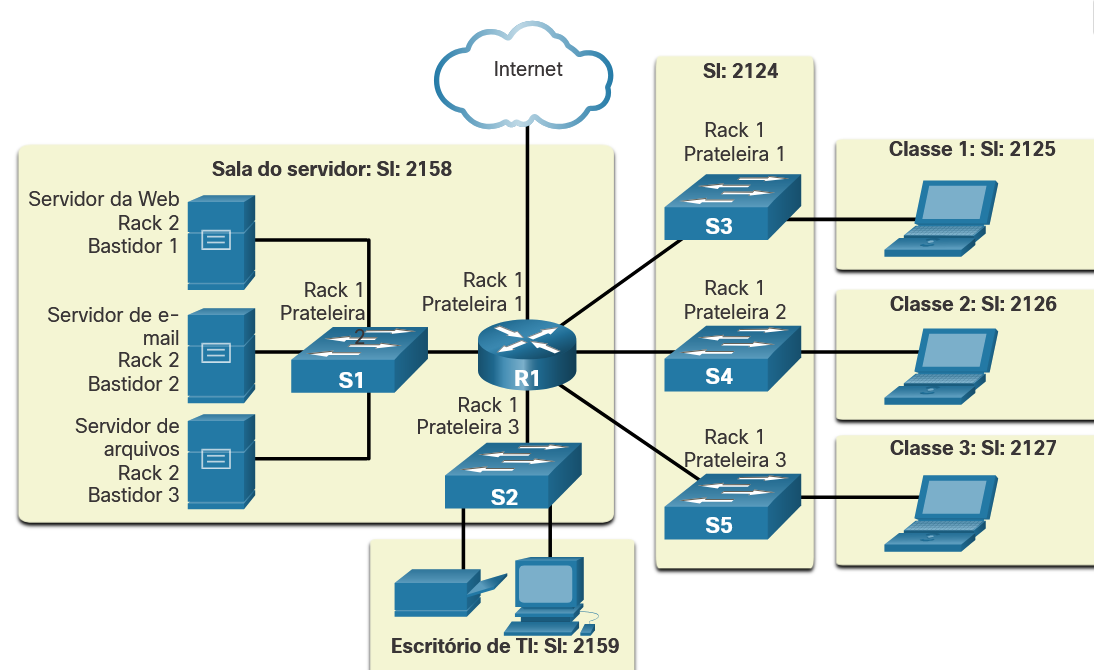 Internet
SI: 2124
Rack 1
Prateleira 1
S3
Classe 1: SI: 2125
Sala do servidor: SI: 2158
Servidor da Web
Rack 2
Bastidor 1
Rack 1
Prateleira
2
S1
Rack 1
Prateleira 1
R1
Servidor de e-
mail
Rack 2
Bastidor 2
Rack 1
Prateleira 2
S4
Classe 2: SI: 2126
Servidor de
arquivos
Rack 2
Bastidor 3
Rack 1
Prateleira 3
S2
Rack 1
Prateleira 3
S5
Classe 3: SI: 2127
Escritório de TI: SI: 2159